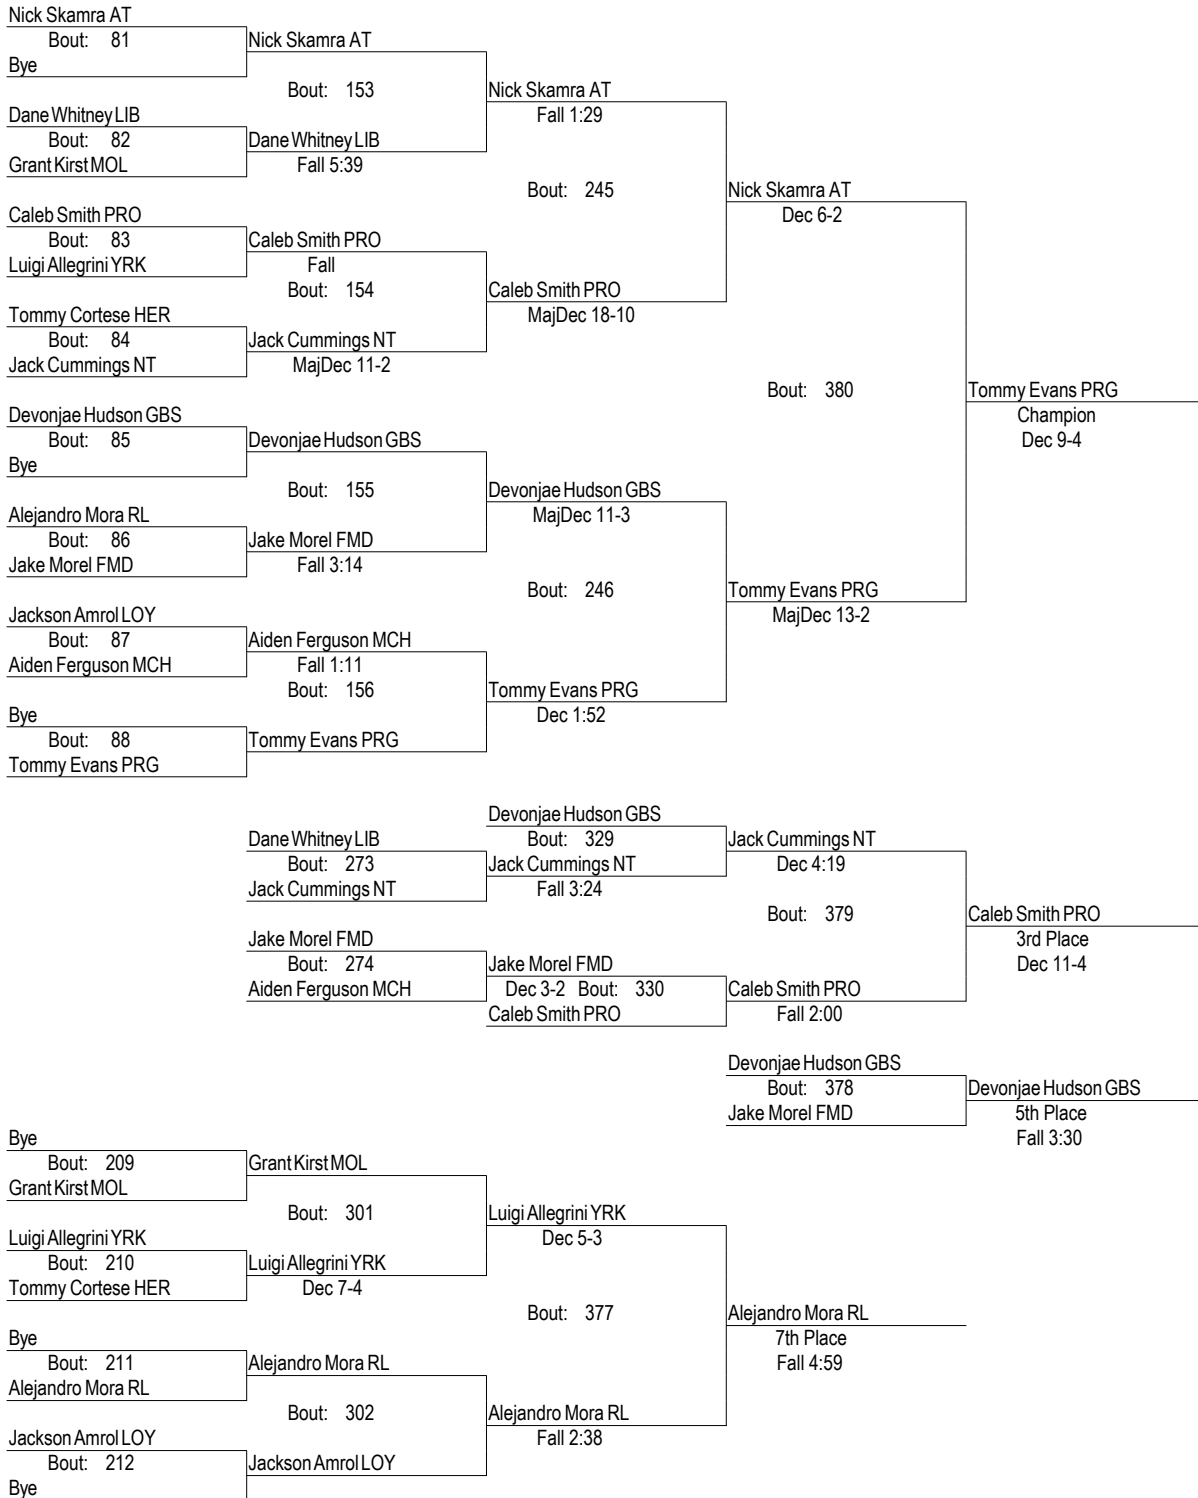 Nick Skamra AT
Bout: 81
Nick Skamra AT
Bye
Bout: 153
Nick Skamra AT
Dane Whitney LIB
Fall 1:29
Bout: 82
Dane Whitney LIB
Grant Kirst MOL
Fall 5:39
Bout: 245
Nick Skamra AT
Caleb Smith PRO
Dec 6-2
Bout: 83
Caleb Smith PRO
Luigi Allegrini YRK
Fall
Bout: 154
Caleb Smith PRO
Tommy Cortese HER
MajDec 18-10
Bout: 84
Jack Cummings NT
Jack Cummings NT
MajDec 11-2
Bout: 380
Tommy Evans PRG
Devonjae Hudson GBS
Champion
Bout: 85
Devonjae Hudson GBS
Dec 9-4
Bye
Bout: 155
Devonjae Hudson GBS
Alejandro Mora RL
MajDec 11-3
Bout: 86
Jake Morel FMD
Jake Morel FMD
Fall 3:14
Bout: 246
Tommy Evans PRG
Jackson Amrol LOY
MajDec 13-2
Bout: 87
Aiden Ferguson MCH
Aiden Ferguson MCH
Fall 1:11
Bout: 156
Tommy Evans PRG
Bye
Dec 1:52
Bout: 88
Tommy Evans PRG
Tommy Evans PRG
Devonjae Hudson GBS
Dane Whitney LIB
Bout: 329
Jack Cummings NT
Bout: 273
Jack Cummings NT
Dec 4:19
Jack Cummings NT
Fall 3:24
Bout: 379
Caleb Smith PRO
Jake Morel FMD
3rd Place
Bout: 274
Jake Morel FMD
Dec 11-4
Aiden Ferguson MCH
Dec 3-2 Bout: 330
Caleb Smith PRO
Caleb Smith PRO
Fall 2:00
Devonjae Hudson GBS
Bout: 378
Devonjae Hudson GBS
Jake Morel FMD
5th Place
Bye
Fall 3:30
Bout: 209
Grant Kirst MOL
Grant Kirst MOL
Bout: 301
Luigi Allegrini YRK
Luigi Allegrini YRK
Dec 5-3
Bout: 210
Luigi Allegrini YRK
Tommy Cortese HER
Dec 7-4
Bout: 377
Alejandro Mora RL
Bye
7th Place
Bout: 211
Alejandro Mora RL
Fall 4:59
Alejandro Mora RL
Bout: 302
Alejandro Mora RL
Jackson Amrol LOY
Fall 2:38
Bout: 212
Jackson Amrol LOY
Bye